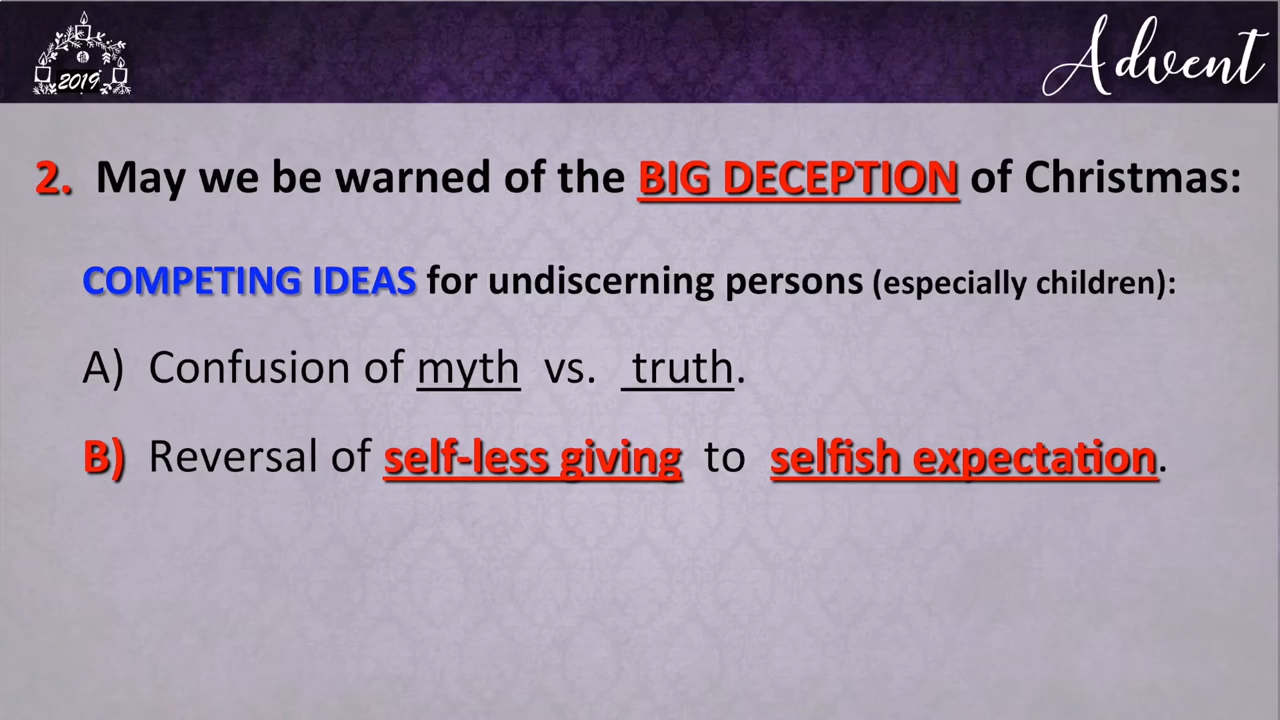 2019
Advent
2. May we be warned of the BIG DECEPTION of Christmas:
COMPETING IDEAS for undiscerning persons (especially children):
A) Confusion of myth vs. truth.
B) Reversal of self-less giving to selfish expectation.